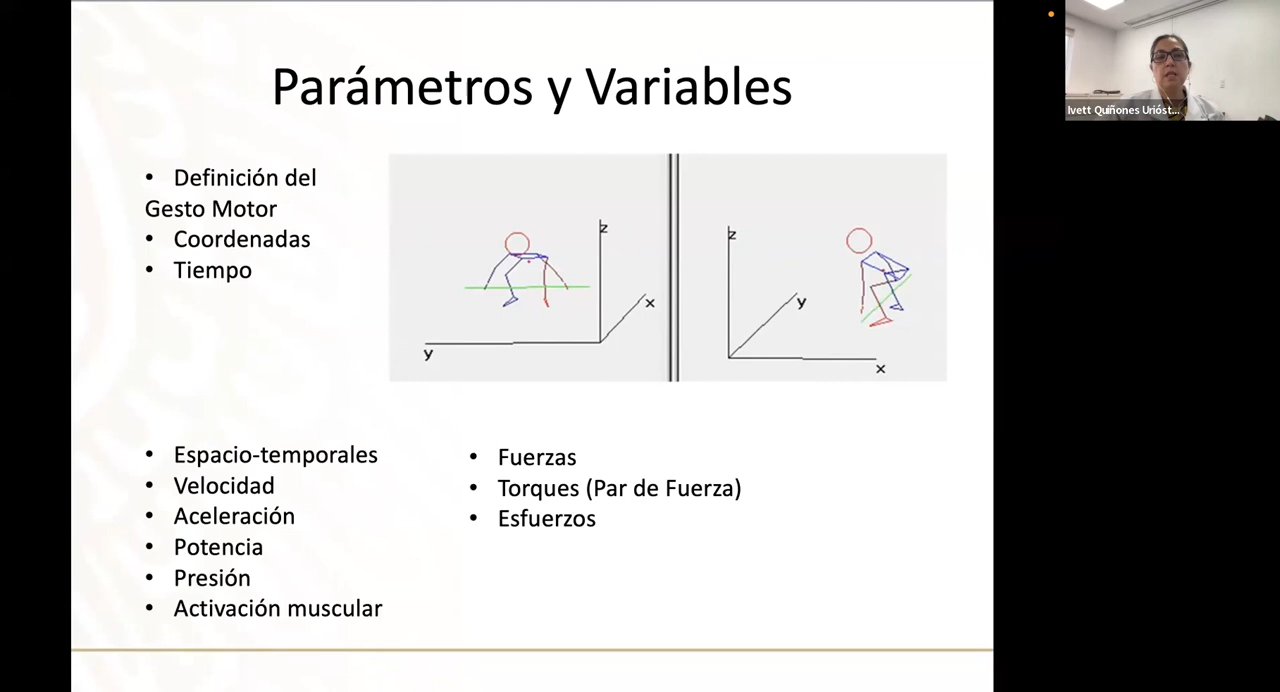 Parámetros y Variables
• Definición del
Gesto Motor
• Coordenadas
• Tiempo
z
x
y
z
y
x
• Espacio-temporales
• Velocidad
• Aceleración
• Potencia
• Presión
• Activación muscular
• Fuerzas
• Torques (Par de Fuerza)
• Esfuerzos
Ivett Quiñones Urióst...